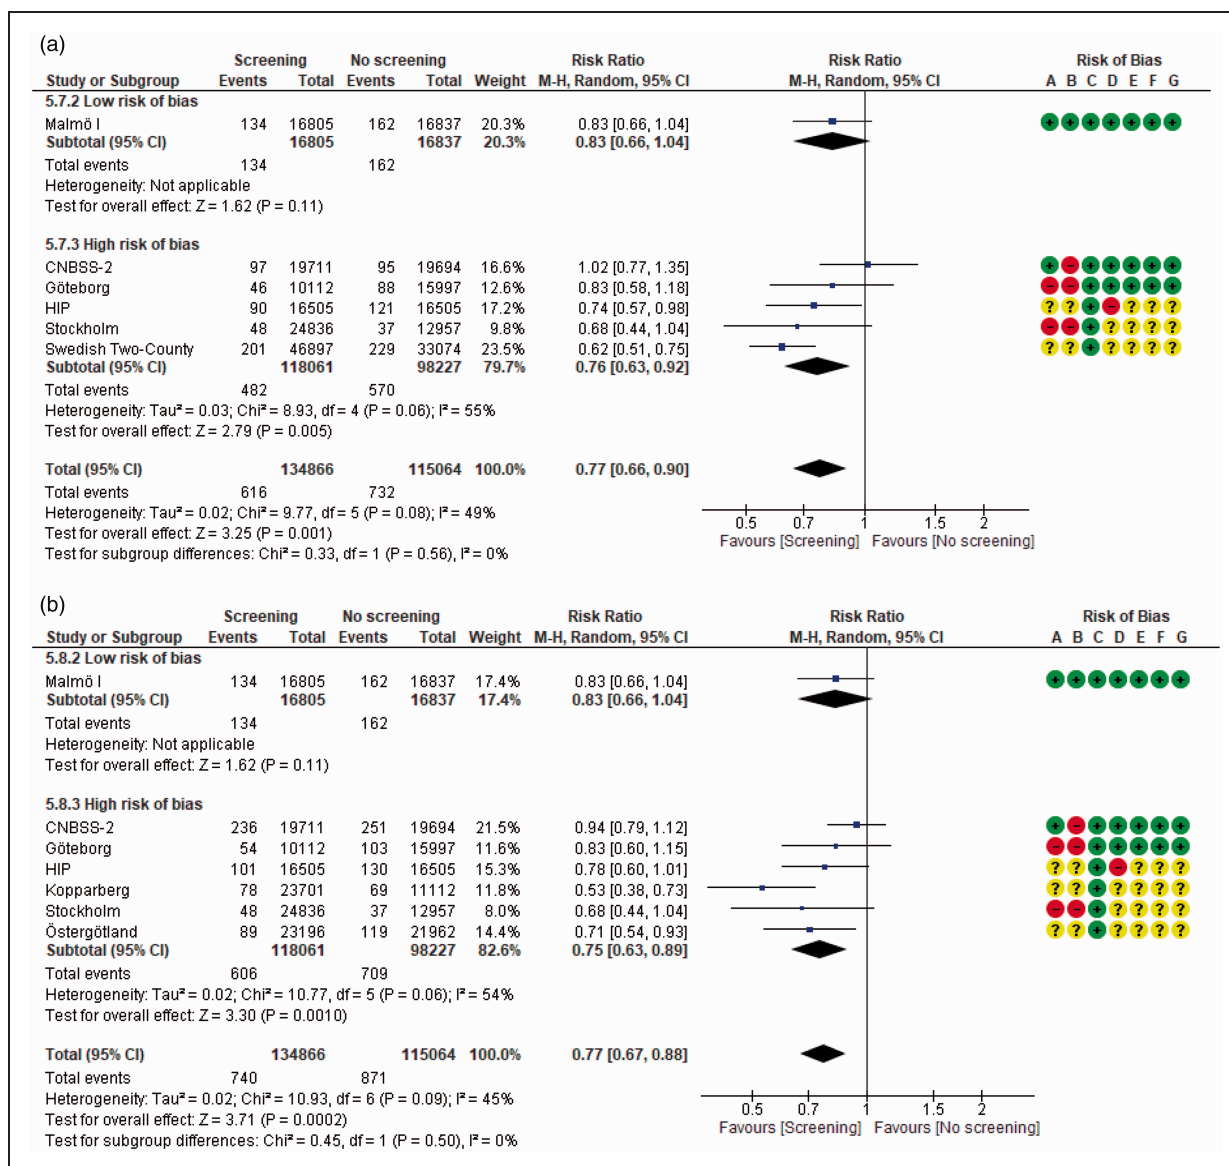 (a)
Screening No screening Risk Ratio Risk Ratio Risk of Bias
Study or Subgroup Events Total Events Total Weight M-H, Random, 95% CI M-H, Random, 95% CI A B C D E F G
5.7.2 Low risk of bias
Malmö I 134 16805 162 16837 20.3% 0.83 [0.66, 1.04] + + + + + + +
Subtotal (95% CI) 16805 16837 20.3% 0.83 [0.66, 1.04]
Total events 134 162
Heterogeneity: Not applicable
Test for overall effect: Z = 1.62 (P = 0.11)
5.7.3 High risk of bias
CNBSS-2 97 19711 95 19694 16.6% 1.02 [0.77, 1.35] + - + + + + +
Göteborg 46 10112 88 15997 12.6% 0.83 [0.58, 1.18] - - + + + + +
HIP 90 16505 121 16505 17.2% 0.74 [0.57, 0.98] ? ? + - ? ? ?
Stockholm 48 24836 37 12957 9.8% 0.68 [0.44, 1.04] - - + ? ? ? ?
Swedish Two-County 201 46897 229 33074 23.5% 0.62 [0.51, 0.75] ? ? + ? ? ? ?
Subtotal (95% CI) 118061 98227 79.7% 0.76 [0.63, 0.92]
Total events 482 570
Heterogeneity: Tau² = 0.03; Chi² = 8.93, df = 4 (P = 0.06); I² = 55%
Test for overall effect: Z = 2.79 (P = 0.005)
Total (95% CI) 134866 115064 100.0% 0.77 [0.66, 0.90]
Total events 616 732
Heterogeneity: Tau² = 0.02; Chi² = 9.77, df = 5 (P = 0.08); I² = 49%
Test for overall effect: Z = 3.25 (P = 0.001)
Test for subgroup differences: Chi² = 0.33, df = 1 (P = 0.56), I² = 0%
0.5 0.7 1 1.5 2
Favours [Screening] Favours [No screening]
(b)
Screening No screening Risk Ratio Risk Ratio Risk of Bias
Study or Subgroup Events Total Events Total Weight M-H, Random, 95% CI M-H, Random, 95% CI A B C D E F G
5.8.2 Low risk of bias
Malmö I 134 16805 162 16837 17.4% 0.83 [0.66, 1.04] + + + + + + +
Subtotal (95% CI) 16805 16837 17.4% 0.83 [0.66, 1.04]
Total events 134 162
Heterogeneity: Not applicable
Test for overall effect: Z = 1.62 (P = 0.11)
5.8.3 High risk of bias
CNBSS-2 236 19711 251 19694 21.5% 0.94 [0.79, 1.12] + - + + + + +
Göteborg 54 10112 103 15997 11.6% 0.83 [0.60, 1.15] - - + + + + +
HIP 101 16505 130 16505 15.3% 0.78 [0.60, 1.01] ? ? + - ? ? ?
Kopparberg 78 23701 69 11112 11.8% 0.53 [0.38, 0.73] ? ? + ? ? ? ?
Stockholm 48 24836 37 12957 8.0% 0.68 [0.44, 1.04] - - + ? ? ? ?
Östergötland 89 23196 119 21962 14.4% 0.71 [0.54, 0.93] ? ? + ? ? ? ?
Subtotal (95% CI) 118061 98227 82.6% 0.75 [0.63, 0.89]
Total events 606 709
Heterogeneity: Tau² = 0.02; Chi² = 10.77, df = 5 (P = 0.06); I² = 54%
Test for overall effect: Z = 3.30 (P = 0.0010)
Total (95% CI) 134866 115064 100.0% 0.77 [0.67, 0.88]
Total events 740 871
Heterogeneity: Tau² = 0.02; Chi² = 10.93, df = 6 (P = 0.09); I² = 45%
Test for overall effect: Z = 3.71 (P = 0.0002)
Test for subgroup differences: Chi² = 0.45, df = 1 (P = 0.50), I² = 0%
0.5 0.7 1 1.5 2
Favours [Screening] Favours [No screening]